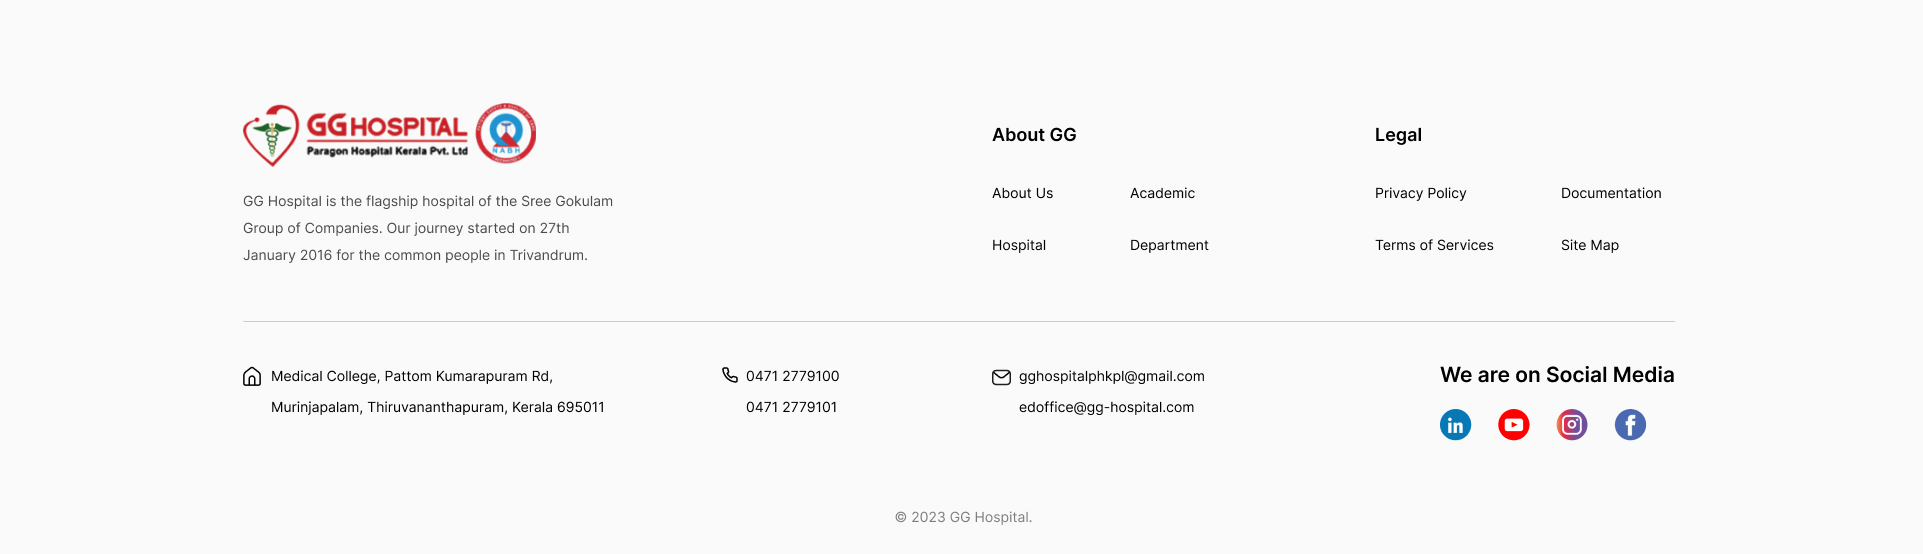 GG HOSPITAL
Paragon Hospital Kerala Pvt. Ltd
NABH
GG Hospital is the flagship hospital of the Sree Gokulam
Group of Companies. Our journey started on 27th
January 2016 for the common people in Trivandrum.
About GG
About Us
Academic
Hospital
Department
Legal
Privacy Policy
Documentation
Terms of Services
Site Map
Medical College, Pattom Kumarapuram Rd,
Murinjapalam, Thiruvananthapuram, Kerala 695011
0471 2779100
0471 2779101
gghospitalphkpl@gmail.com
edoffice@gg-hospital.com
We are on Social Media
© 2023 GG Hospital.